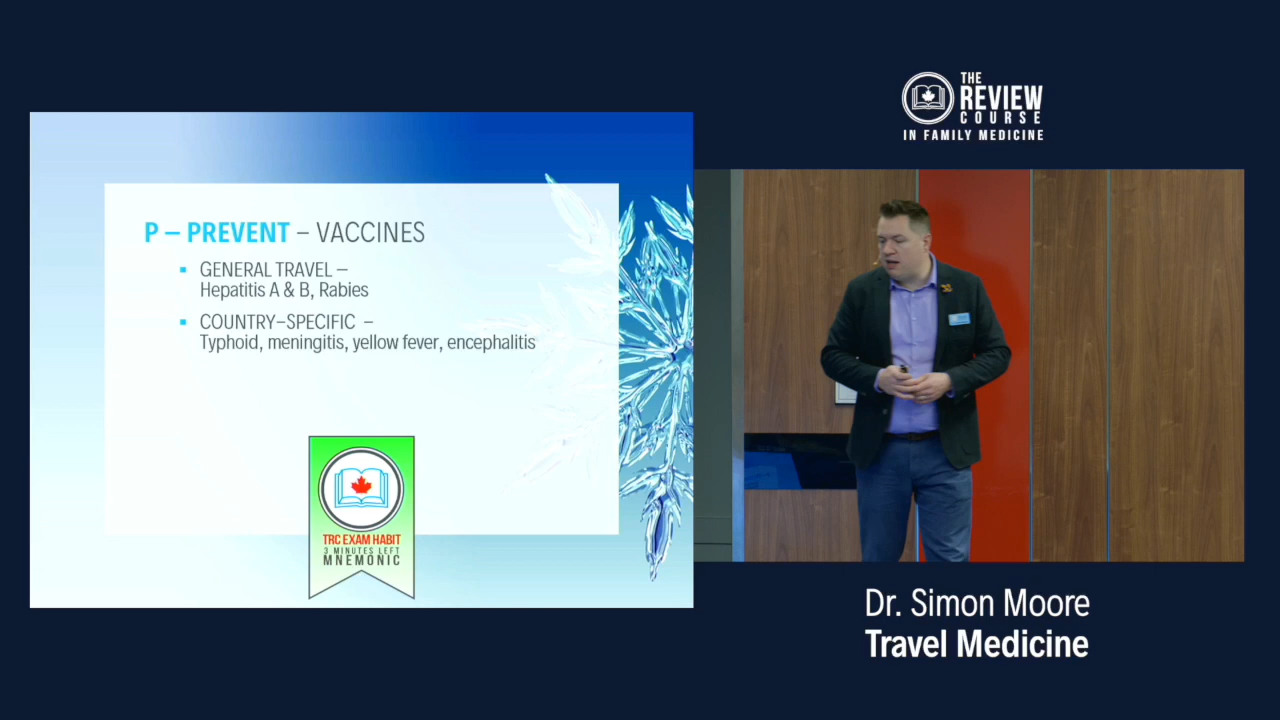 P – PREVENT – VACCINES
GENERAL TRAVEL –
Hepatitis A & B, Rabies
COUNTRY–SPECIFIC –
Typhoid, meningitis, yellow fever, encephalitis
TRC EXAM HABIT
3 MINUTES LEFT
MNEMONIC
THE
REVIEW
COURSE
IN FAMILY MEDICINE
Dr. Simon Moore
Travel Medicine